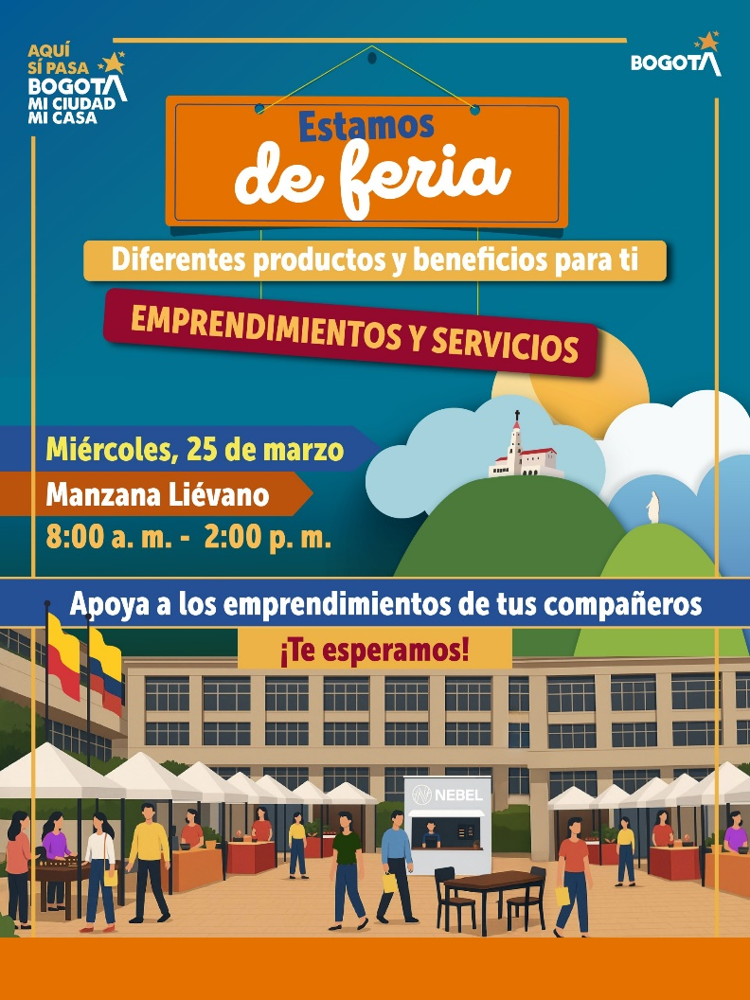 AQUÍ
SÍ PASA
BOGOTÁ
MI CIUDAD
MI CASA
BOGOTÁ
Estamos
de feria
Diferentes productos y beneficios para ti
EMPRENDIMIENTOS Y SERVICIOS
Miércoles, 25 de marzo
Manzana Liévano
8:00 a. m. - 2:00 p. m.
Apoya a los emprendimientos de tus compañeros
¡Te esperamos!
NEBEL